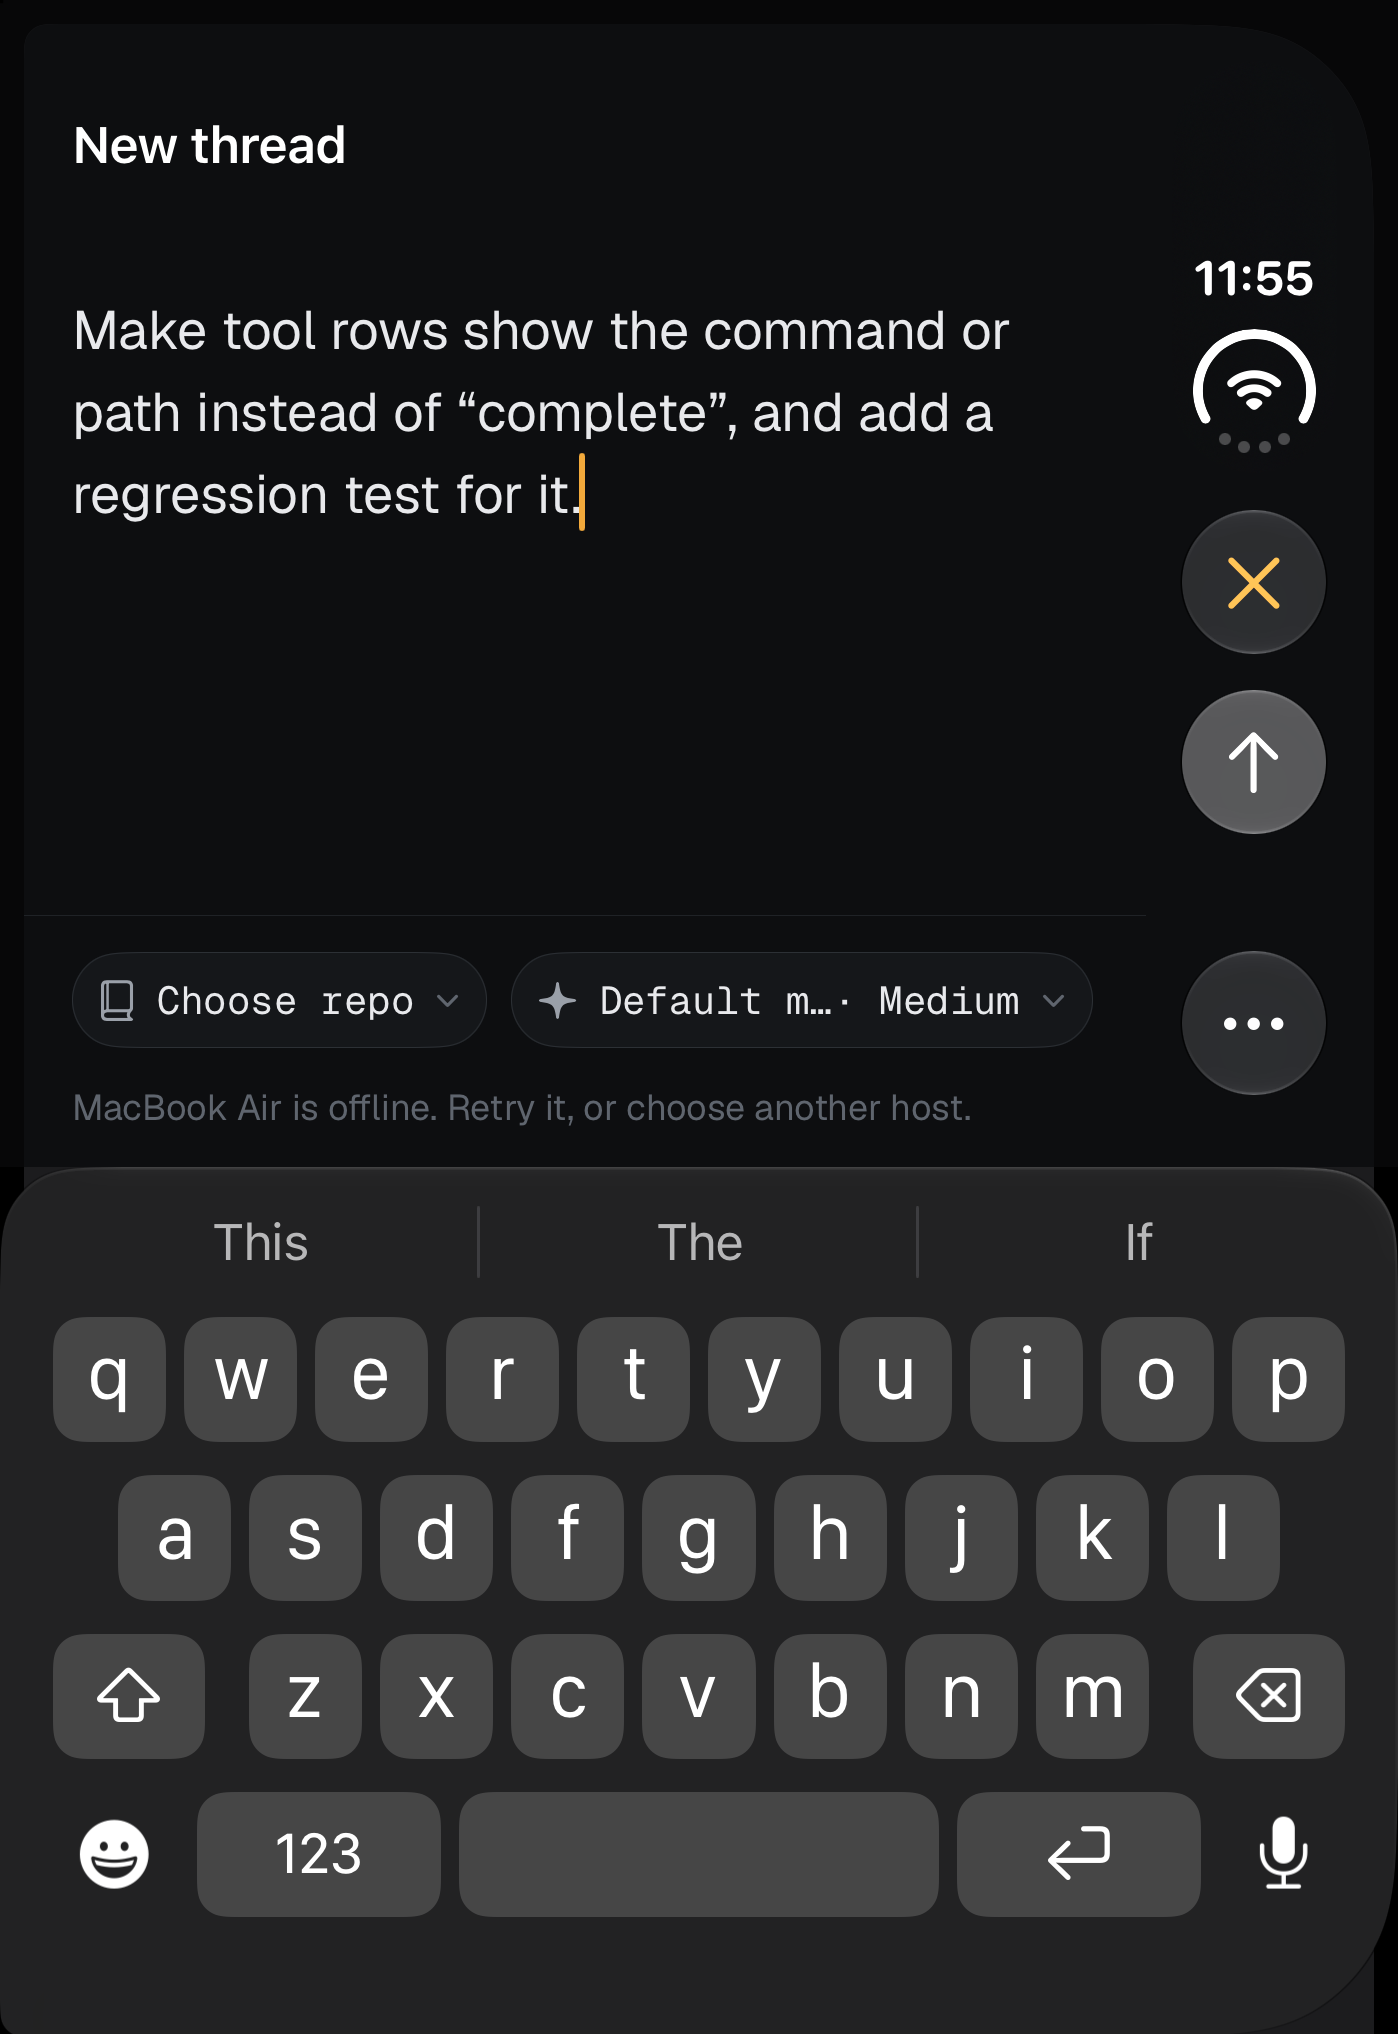 New thread
11:55
Make tool rows show the command or
path instead of “complete”, and add a
regression test for it.
Choose repo
Default m…· Medium
MacBook Air is offline. Retry it, or choose another host.
This
The
If
q w e r t y u i o p
a s d f g h j k l
z x c v b n m
123